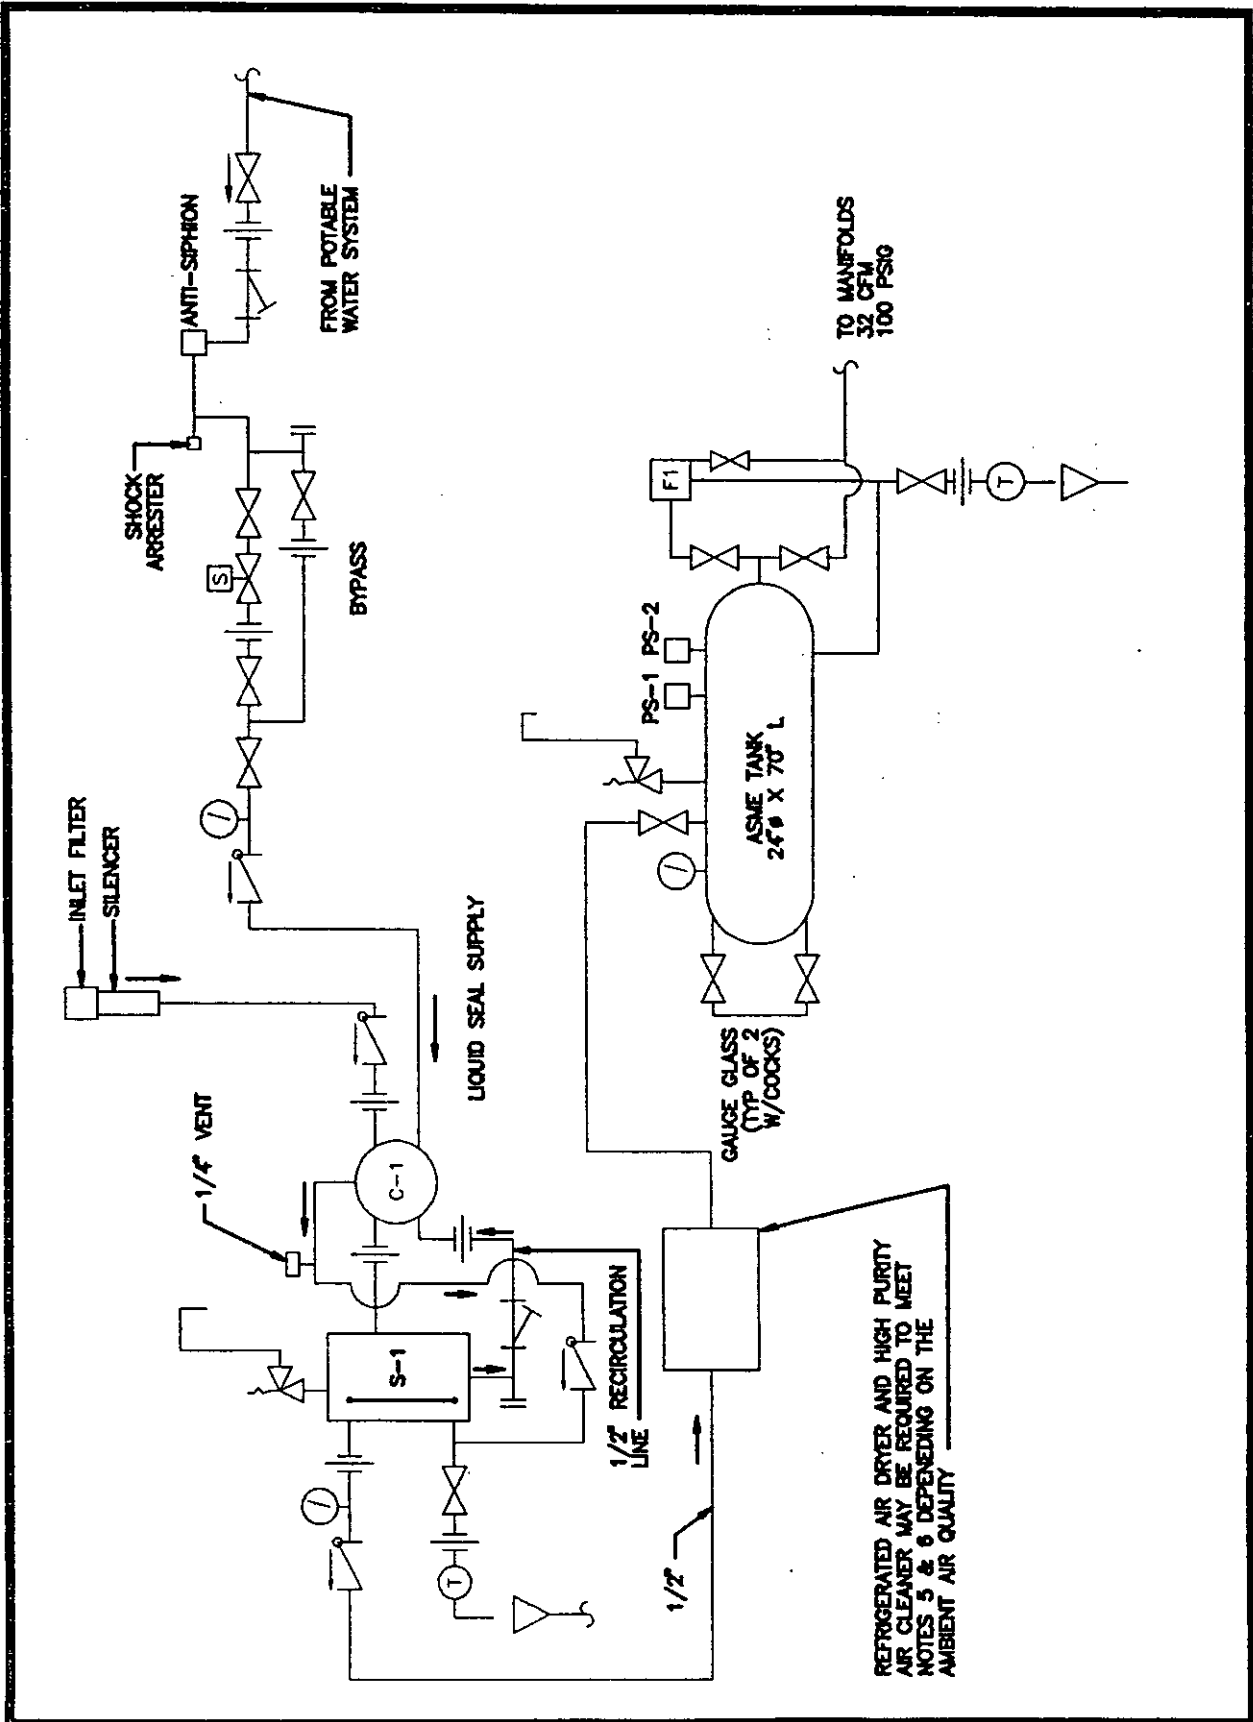 INLET FILTER
SILENCER
SHOCK
ARRESTER
ANTI-SIPHION
FROM POTABLE
WATER SYSTEM
S
BYPASS
1/4" VENT
C-1
LIQUID SEAL SUPPLY
S-1
1/2" RECIRCULATION
LINE
T
1/2"
REFRIGERATED AIR DRYER AND HIGH PURITY
AIR CLEANER MAY BE REQUIRED TO MEET
NOTES 5 & 6 DEPENEDING ON THE
AMBIENT AIR QUALITY
GAUGE GLASS
(TYP OF 2
W/COCKS)
ASME TANK
24"ø X 70" L
PS-1 PS-2
F1
TO MANIFOLDS
32 CFM
100 PSIG
T